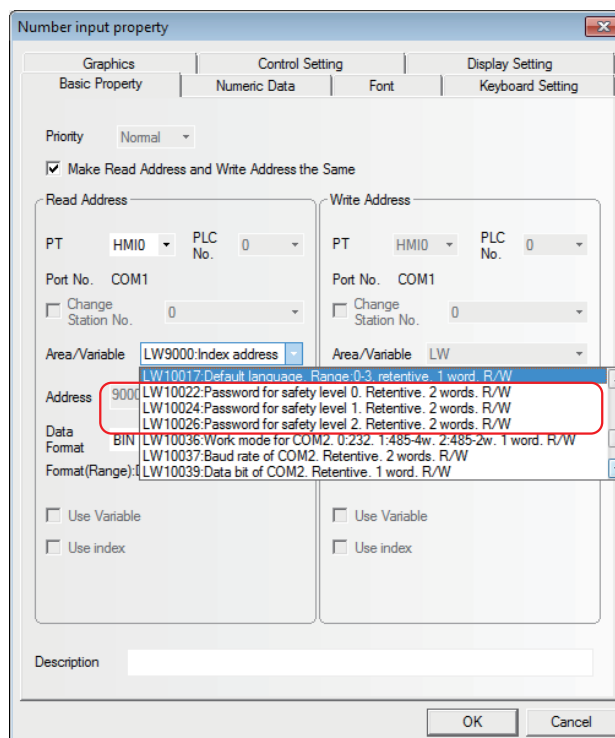 Number input property
Graphics Control Setting Display Setting
Basic Property Numeric Data Font Keyboard Setting
Priority Normal
Make Read Address and Write Address the Same
Read Address Write Address
PT HMI0 PLC No. 0 PT HMI0 PLC No. 0
Port No. COM1 Port No. COM1
Change Station No. 0 Change Station No. 0
Area/Variable LW9000:Index address Area/Variable LW
LW10017:Default language. Range:0-3. retentive. 1 word. R/W
Address 9000 LW10022:Password for safety level 0. Retentive. 2 words. R/W
LW10024:Password for safety level 1. Retentive. 2 words. R/W
LW10026:Password for safety level 2. Retentive. 2 words. R/W
Data Format BIN LW10036:Work mode for COM2. 0:232. 1:485-4w. 2:485-2w. 1 word. R/W
LW10037:Baud rate of COM2. Retentive. 2 words. R/W
Format(Range): LW10039:Data bit of COM2. Retentive. 1 word. R/W
Use Variable Use Variable
Use index Use index
Description
OK Cancel